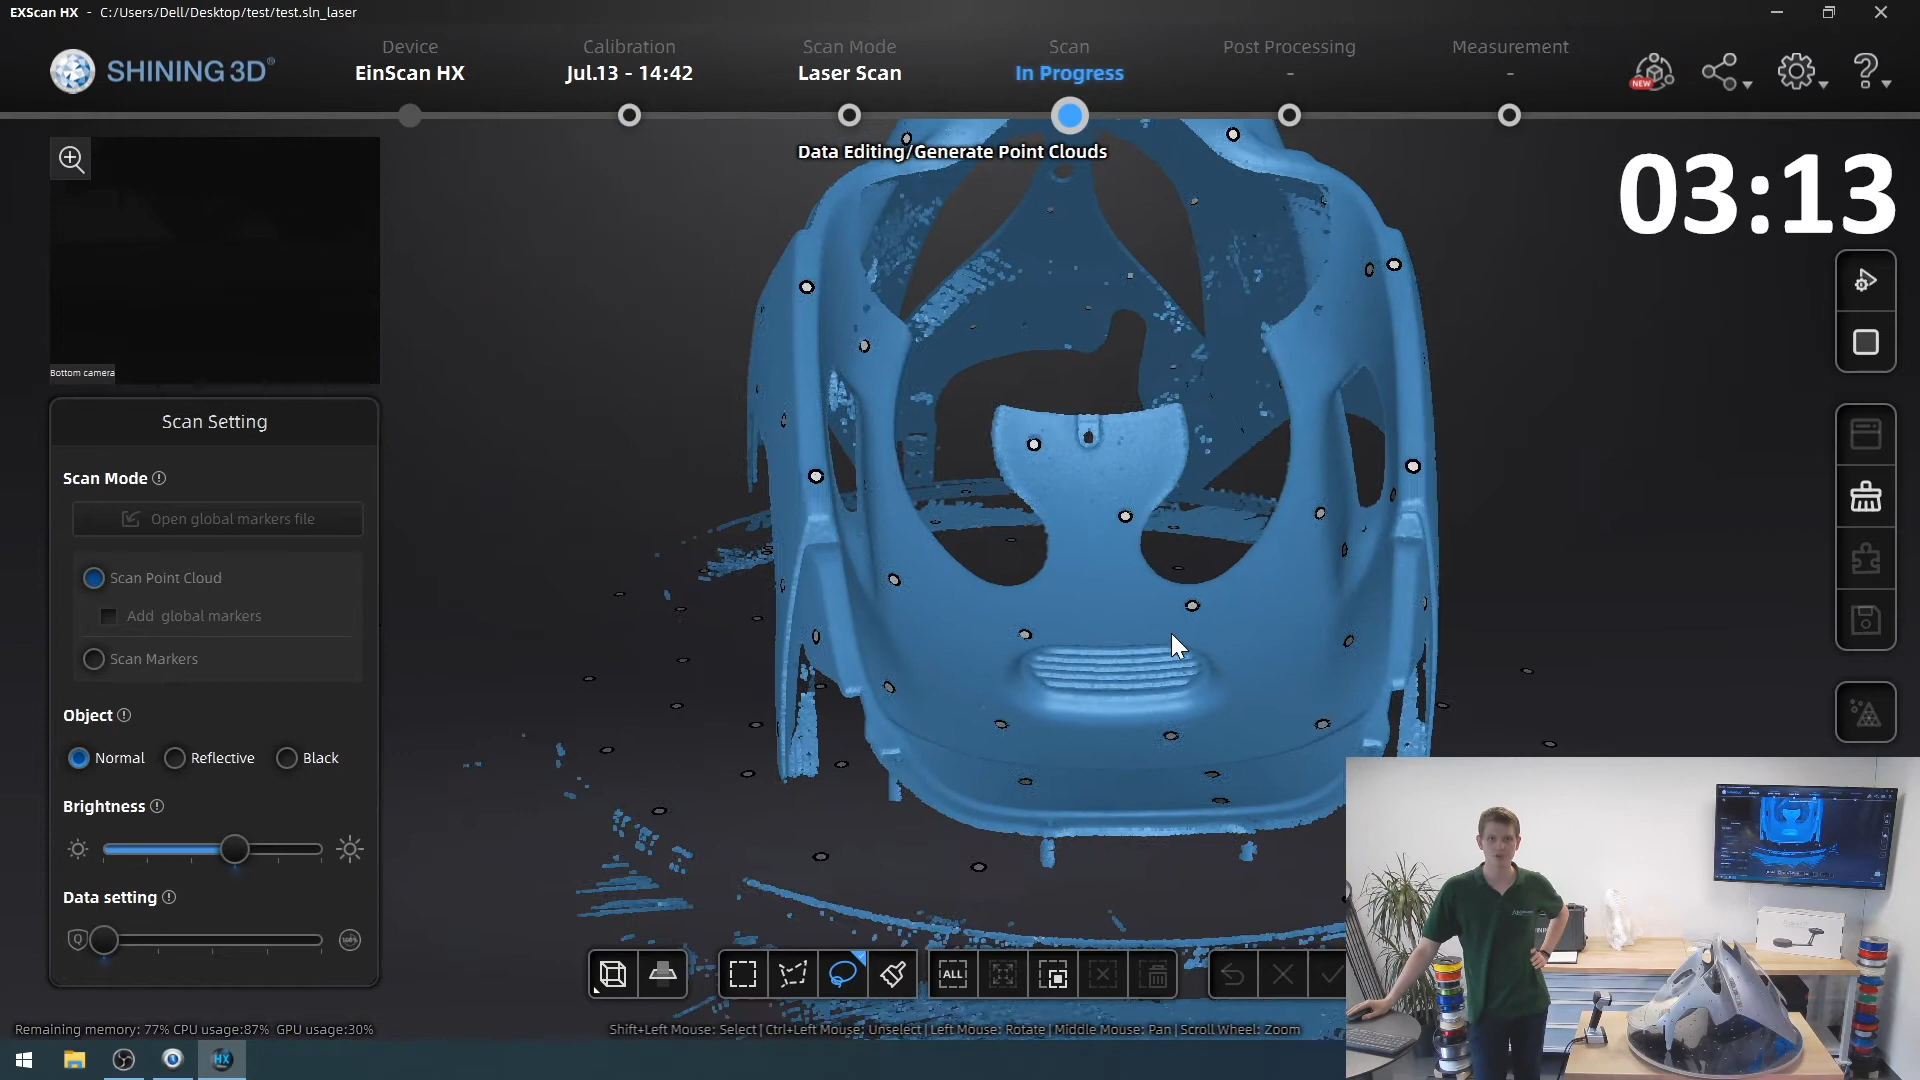 EXScan HX - C:/Users/Dell/Desktop/test/test.sln_laser
SHINING 3D®
Device
EinScan HX
Calibration
Jul.13 - 14:42
Scan Mode
Laser Scan
Scan
In Progress
Post Processing
-
Measurement
-
NEW
Data Editing/Generate Point Clouds
03:13
Bottom camera
Scan Setting
Scan Mode
Open global markers file
Scan Point Cloud
Add global markers
Scan Markers
Object
Normal
Reflective
Black
Brightness
Data setting
Q
100%
ALL
Remaining memory: 77% CPU usage:87% GPU usage:30%
Shift+Left Mouse: Select | Ctrl+Left Mouse: Unselect | Left Mouse: Rotate | Middle Mouse: Pan | Scroll Wheel: Zoom
HX